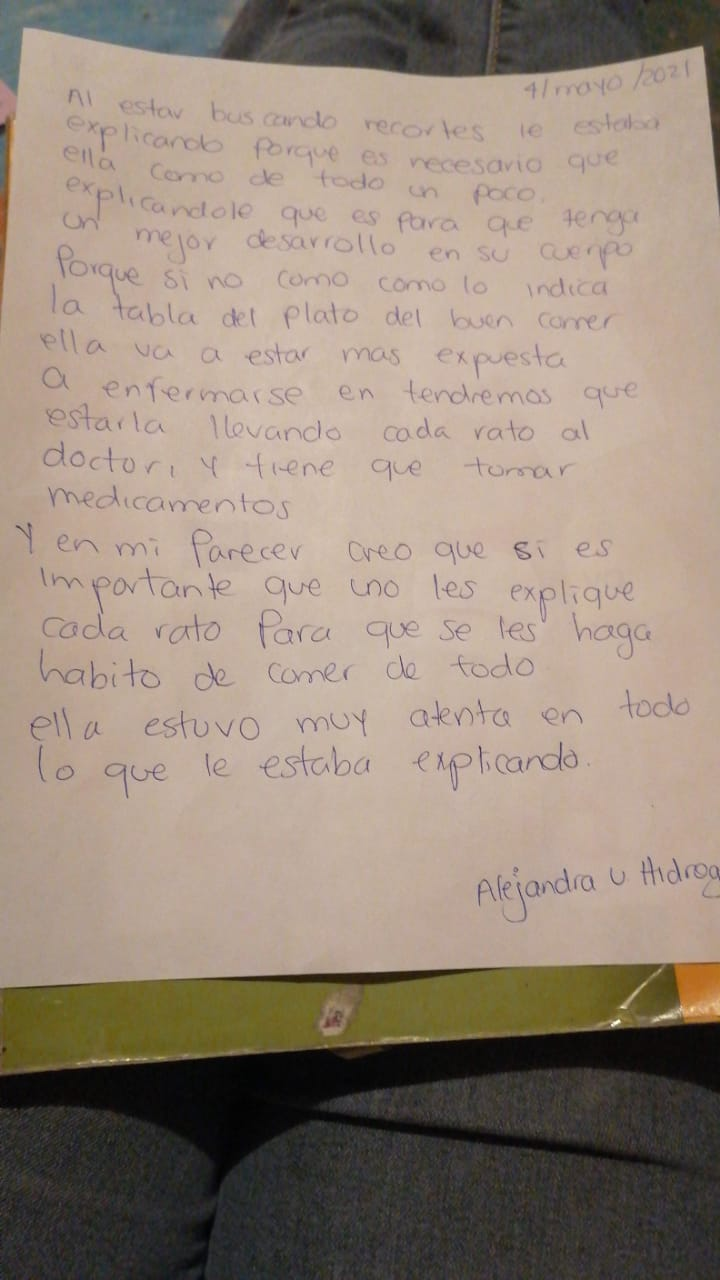 4/mayo/2021
Al estar buscando recortes le estaba
explicando porque es necesario que
ella come de todo un poco.
explicandole que es para que tenga
un mejor desarrollo en su cuerpo
Porque si no come como lo indica
la tabla del plato del buen comer
ella va a estar mas expuesta
a enfermarse en tendremos que
estarla llevando cada rato al
doctor, y tiene que tomar
medicamentos
Y en mi Parecer creo que si es
importante que uno les explique
cada rato Para que se les haga
habito de comer de todo
ella estuvo muy atenta en todo
lo que le estaba explicando.
Alejandra U Hidrog